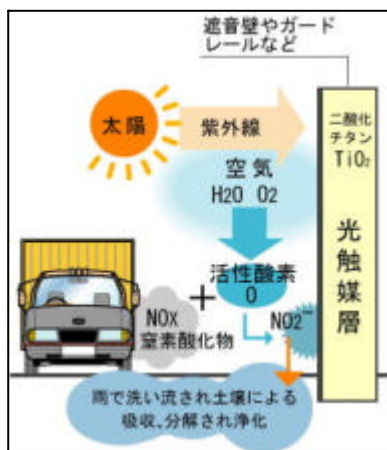 遮音壁やガード
レールなど
太陽
紫外線
二酸化
チタン
TiO₂
空気
H2O O2
光触媒層
活性酸素
O
+
NOx
窒素酸化物
NO2⁻
雨で洗い流され土壌による
吸収、分解され浄化